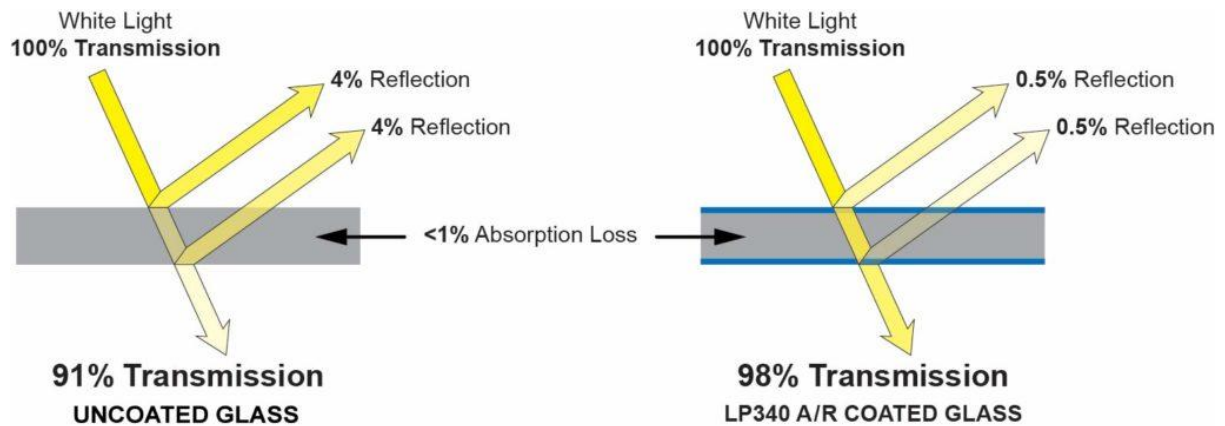 White Light
100% Transmission
4% Reflection
4% Reflection
91% Transmission
UNCOATED GLASS
<1% Absorption Loss
White Light
100% Transmission
0.5% Reflection
0.5% Reflection
98% Transmission
LP340 A/R COATED GLASS